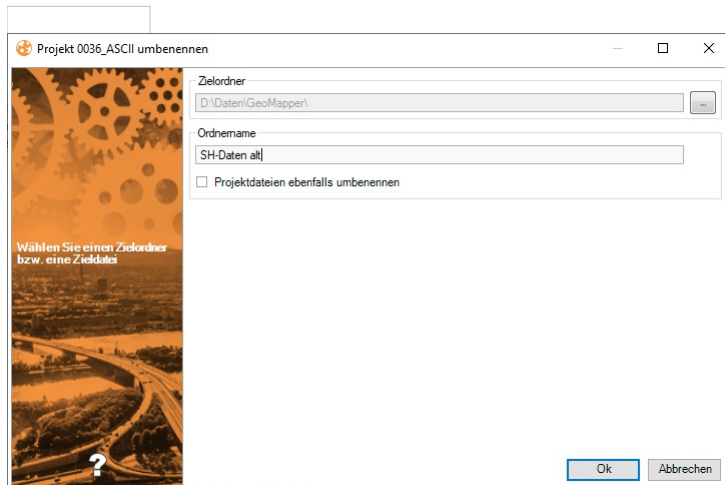 Projekt 0036_ASCII umbenennen
Zielordner
D:\Daten\GeoMapper\
...
Ordnername
SH-Daten alt
Projektdateien ebenfalls umbenennen
Wählen Sie einen Zielordner
bzw. eine Zieldatei
?
Ok
Abbrechen